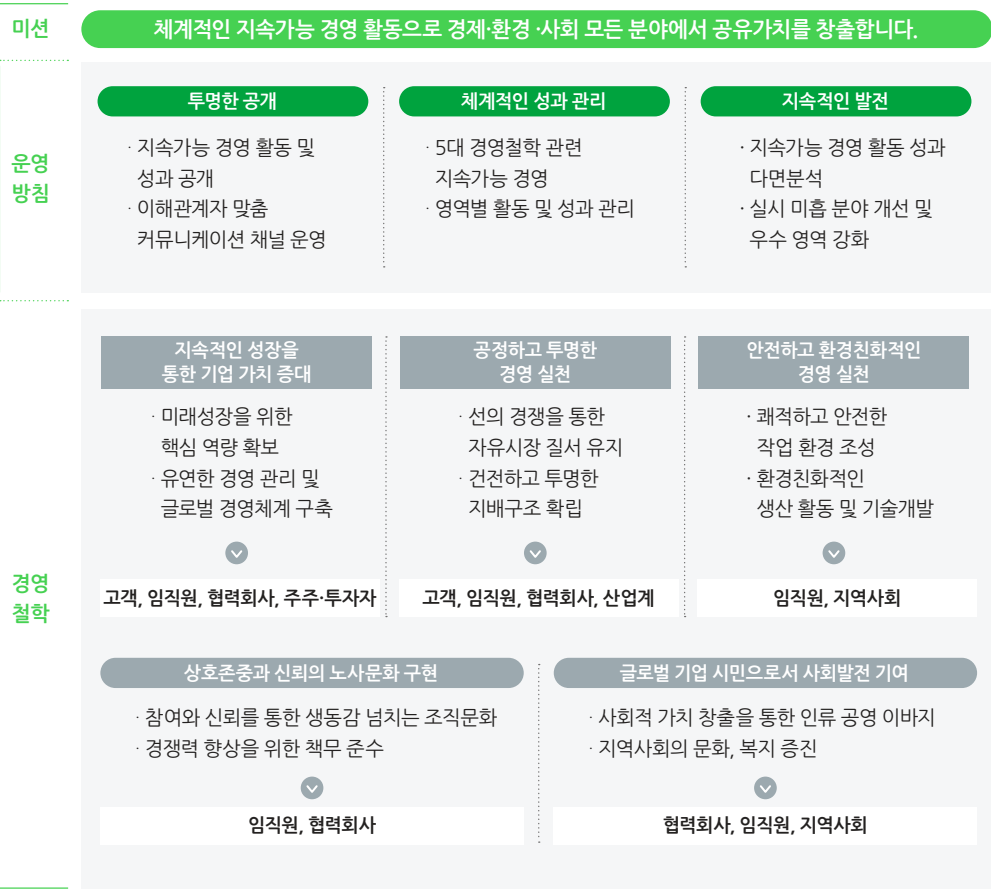 미션
체계적인 지속가능 경영 활동으로 경제·환경 ·사회 모든 분야에서 공유가치를 창출합니다.
운영
방침
투명한 공개
· 지속가능 경영 활동 및
성과 공개
· 이해관계자 맞춤
커뮤니케이션 채널 운영
체계적인 성과 관리
· 5대 경영철학 관련
지속가능 경영
· 영역별 활동 및 성과 관리
지속적인 발전
· 지속가능 경영 활동 성과
다면분석
· 실시 미흡 분야 개선 및
우수 영역 강화
경영
철학
지속적인 성장을
통한 기업 가치 증대
· 미래성장을 위한
핵심 역량 확보
· 유연한 경영 관리 및
글로벌 경영체계 구축
고객, 임직원, 협력회사, 주주·투자자
공정하고 투명한
경영 실천
· 선의 경쟁을 통한
자유시장 질서 유지
· 건전하고 투명한
지배구조 확립
고객, 임직원, 협력회사, 산업계
안전하고 환경친화적인
경영 실천
· 쾌적하고 안전한
작업 환경 조성
· 환경친화적인
생산 활동 및 기술개발
임직원, 지역사회
상호존중과 신뢰의 노사문화 구현
· 참여와 신뢰를 통한 생동감 넘치는 조직문화
· 경쟁력 향상을 위한 책무 준수
임직원, 협력회사
글로벌 기업 시민으로서 사회발전 기여
· 사회적 가치 창출을 통한 인류 공영 이바지
· 지역사회의 문화, 복지 증진
협력회사, 임직원, 지역사회